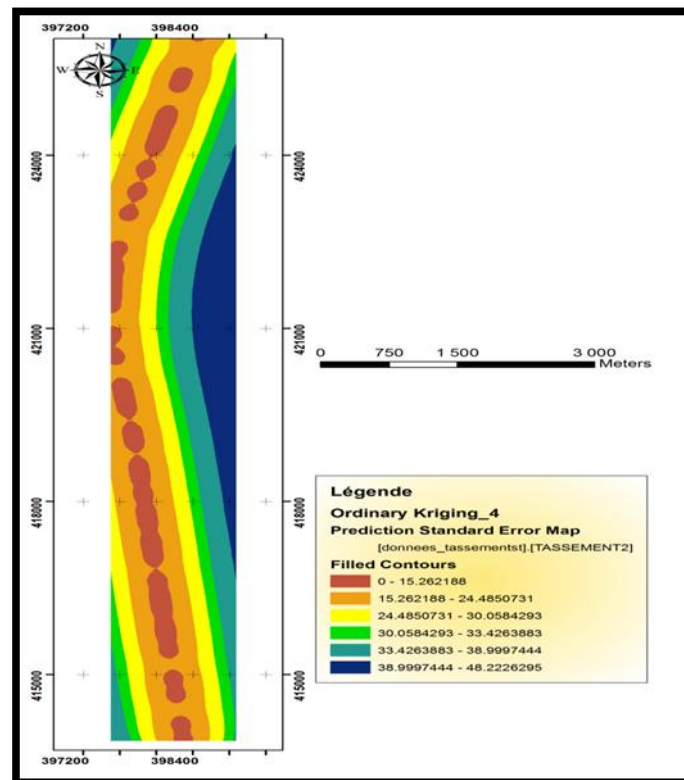 397200 398400
N
W E
S
424000 424000
421000 421000
418000 418000
415000 415000
397200 398400
0 750 1 500 3 000
Meters
Légende
Ordinary Kriging_4
Prediction Standard Error Map
[donnees_tassementst].[TASSEMENT2]
Filled Contours
0 - 15.262188
15.262188 - 24.4850731
24.4850731 - 30.0584293
30.0584293 - 33.4263883
33.4263883 - 38.9997444
38.9997444 - 48.2226295